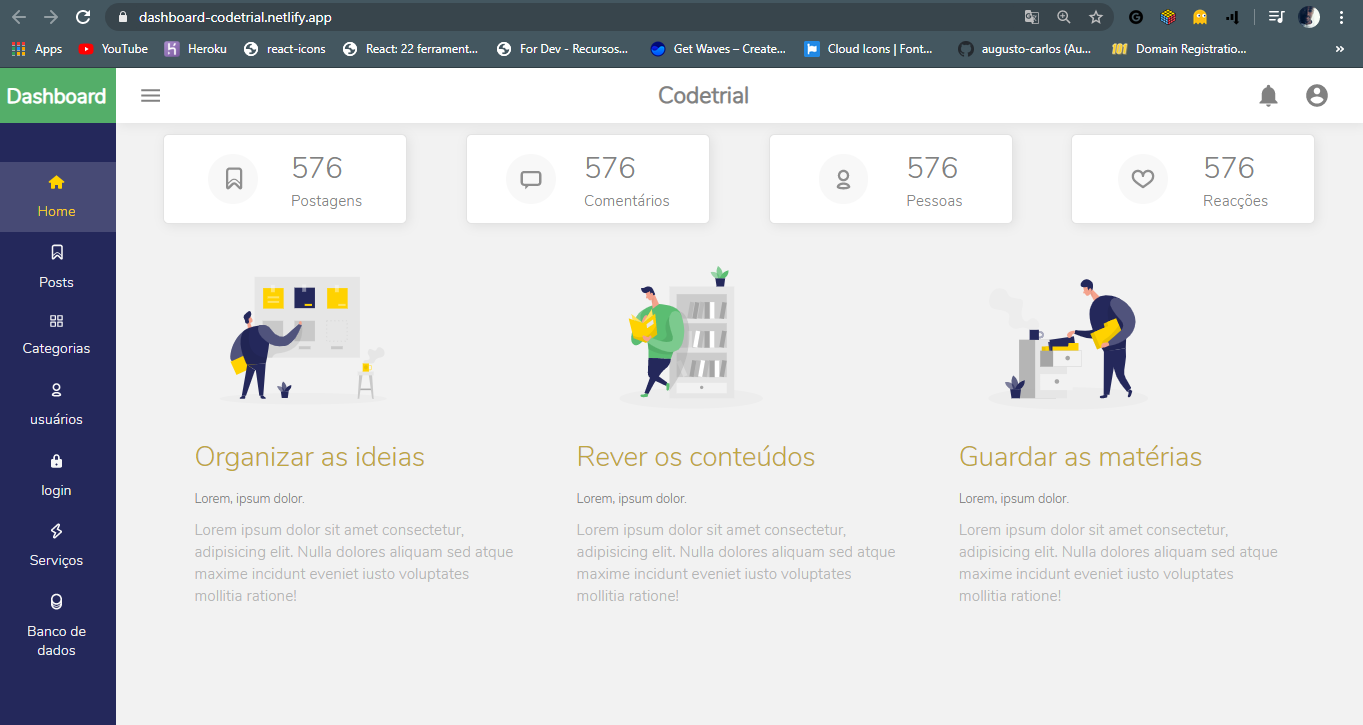 dashboard-codetrial.netlify.app
Apps YouTube Heroku react-icons React: 22 ferrament... For Dev - Recursos... Get Waves – Create... Cloud Icons | Font... augusto-carlos (Au... 101 Domain Registratio... »
Dashboard
Codetrial
Home
Posts
Categorias
usuários
login
Serviços
Banco de
dados
576
Postagens
576
Comentários
576
Pessoas
576
Reacções
Organizar as ideias
Lorem, ipsum dolor.
Lorem ipsum dolor sit amet consectetur,
adipisicing elit. Nulla dolores aliquam sed atque
maxime incidunt eveniet iusto voluptates
mollitia ratione!
Rever os conteúdos
Lorem, ipsum dolor.
Lorem ipsum dolor sit amet consectetur,
adipisicing elit. Nulla dolores aliquam sed atque
maxime incidunt eveniet iusto voluptates
mollitia ratione!
Guardar as matérias
Lorem, ipsum dolor.
Lorem ipsum dolor sit amet consectetur,
adipisicing elit. Nulla dolores aliquam sed atque
maxime incidunt eveniet iusto voluptates
mollitia ratione!